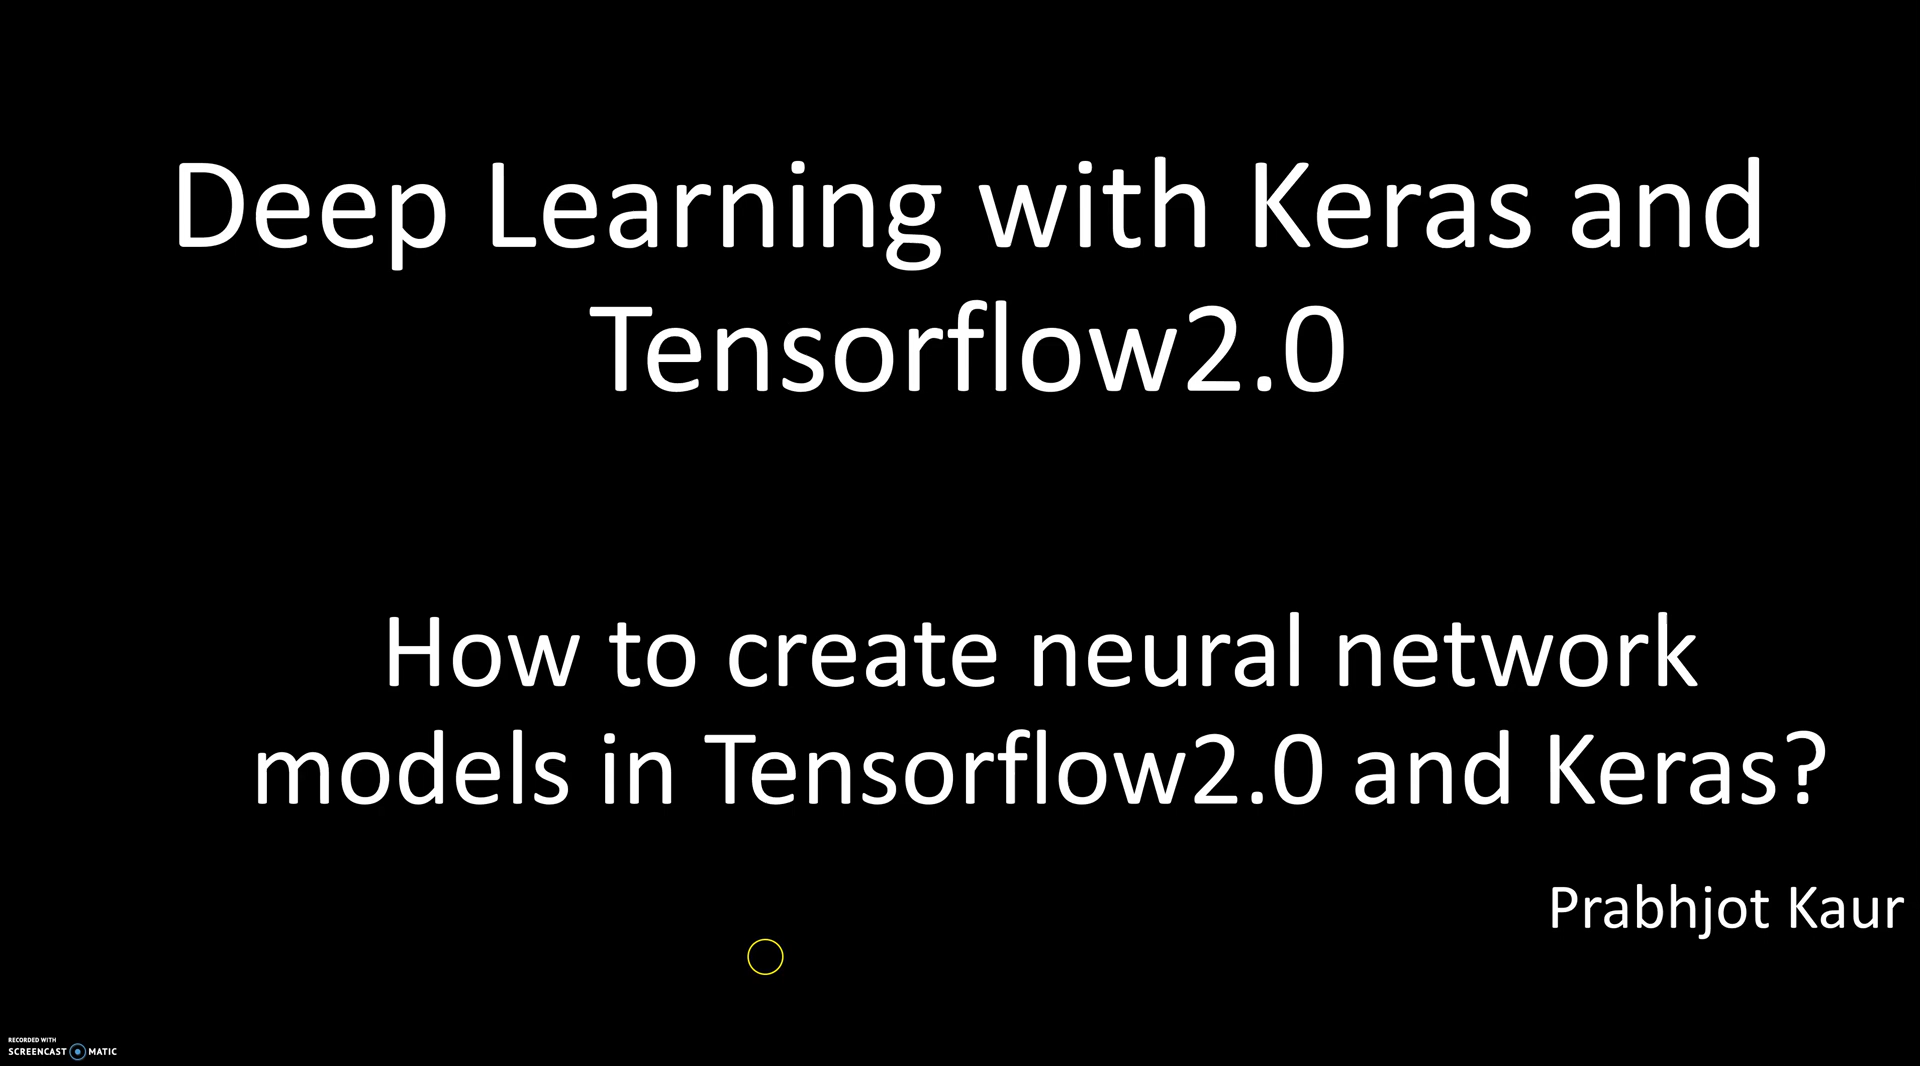 Deep Learning with Keras and
Tensorflow2.0
How to create neural network
models in Tensorflow2.0 and Keras?
Prabhjot Kaur
RECORDED WITH
SCREENCAST MATIC